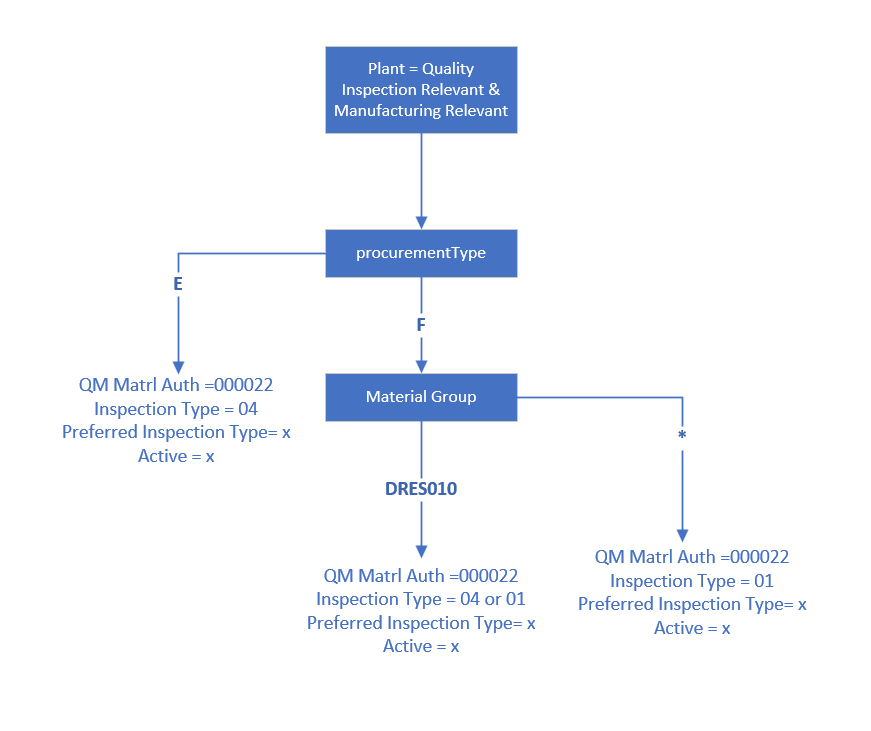 Plant = Quality
Inspection Relevant &
Manufacturing Relevant
procurementType
E
F
QM Matrl Auth =000022
Inspection Type = 04
Preferred Inspection Type= x
Active = x
Material Group
*
DRES010
QM Matrl Auth =000022
Inspection Type = 04 or 01
Preferred Inspection Type= x
Active = x
QM Matrl Auth =000022
Inspection Type = 01
Preferred Inspection Type= x
Active = x